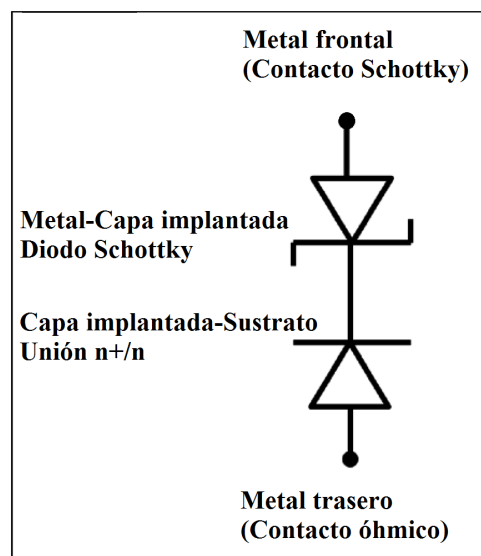 Metal frontal
(Contacto Schottky)
Metal-Capa implantada
Diodo Schottky
Capa implantada-Sustrato
Unión n+/n
Metal trasero
(Contacto óhmico)